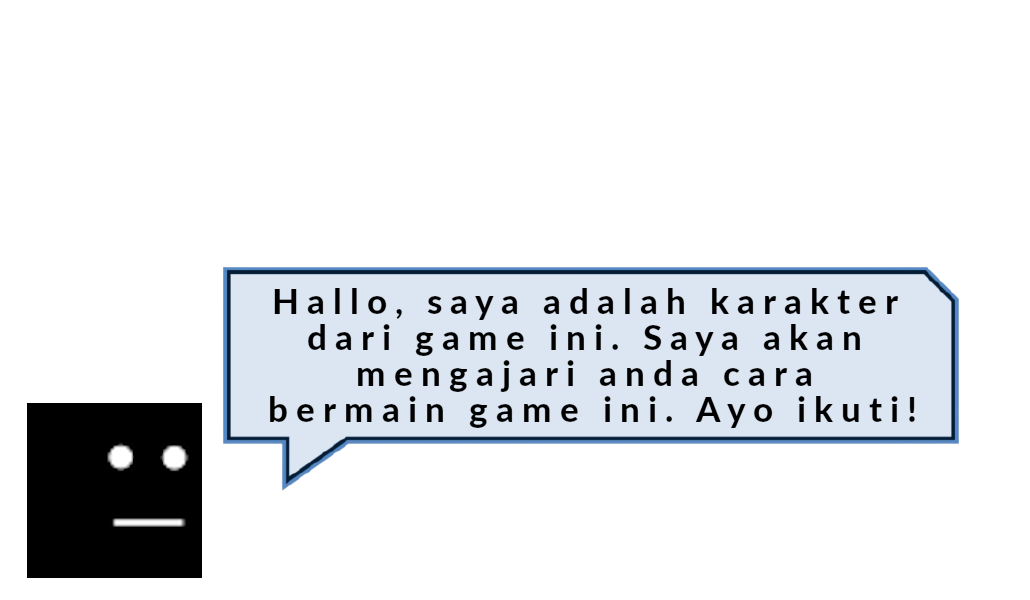 Hallo, saya adalah karakter
dari game ini. Saya akan
mengajari anda cara
bermain game ini. Ayo ikuti!